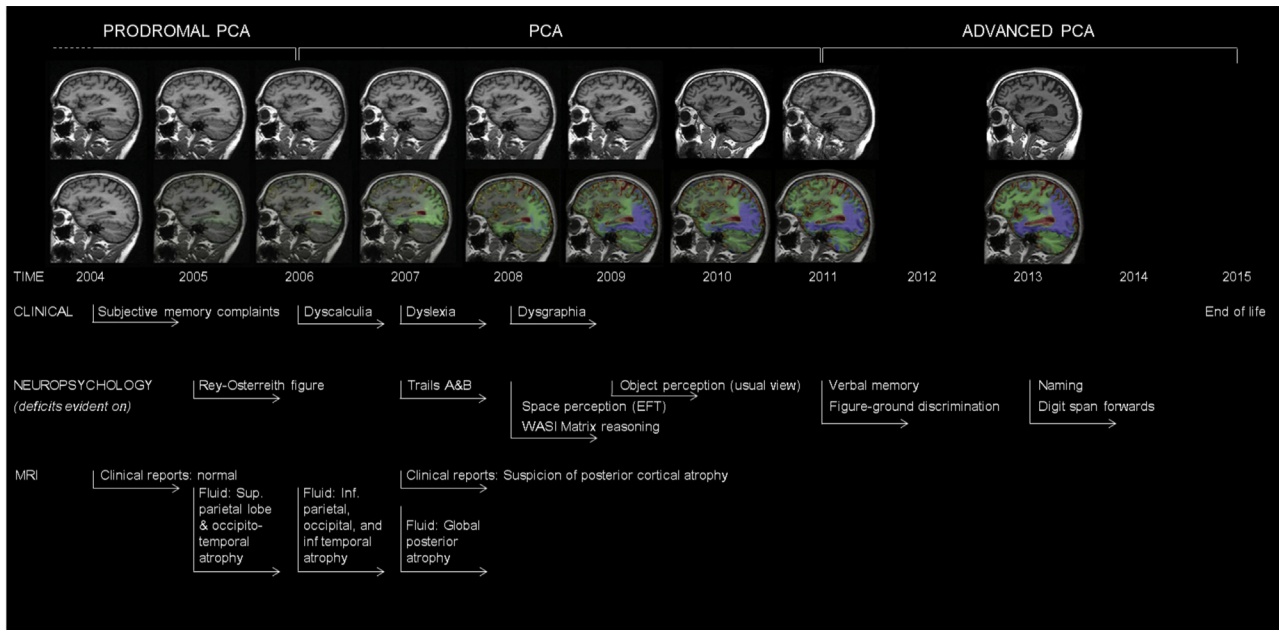 PRODROMAL PCA PCA ADVANCED PCA
TIME 2004 2005 2006 2007 2008 2009 2010 2011 2012 2013 2014 2015
CLINICAL Subjective memory complaints Dyscalculia Dyslexia Dysgraphia End of life
NEUROPSYCHOLOGY Rey-Osterreith figure Trails A&B Object perception (usual view) Verbal memory Naming
(deficits evident on) Space perception (EFT) Figure-ground discrimination Digit span forwards
WASI Matrix reasoning
MRI Clinical reports: normal Clinical reports: Suspicion of posterior cortical atrophy
Fluid: Sup.
parietal lobe
& occipito-
temporal
atrophy
Fluid: Inf.
parietal,
occipital, and
inf temporal
atrophy
Fluid: Global
posterior
atrophy